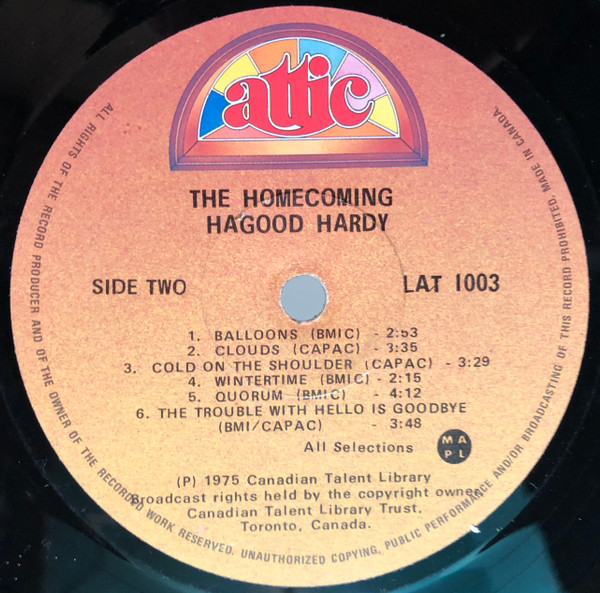 attic
THE HOMECOMING
HAGOOD HARDY
SIDE TWO
LAT 1003
1. BALLOONS (BMIC) - 2:53
2. CLOUDS (CAPAC) - 3:35
3. COLD ON THE SHOULDER (CAPAC) - 3:29
4. WINTERTIME (BMIC) - 2:15
5. QUORUM (BMIC) - 4:12
6. THE TROUBLE WITH HELLO IS GOODBYE
(BMI/CAPAC) - 3:48
All Selections
M A
P L
(P) 1975 Canadian Talent Library
Broadcast rights held by the copyright owner
Canadian Talent Library Trust,
Toronto, Canada.
ALL RIGHTS OF THE RECORD PRODUCER AND OF THE OWNER OF THE RECORDED WORK RESERVED. UNAUTHORIZED COPYING, PUBLIC PERFORMANCE AND/OR BROADCASTING OF THIS RECORD PROHIBITED. MADE IN CANADA.